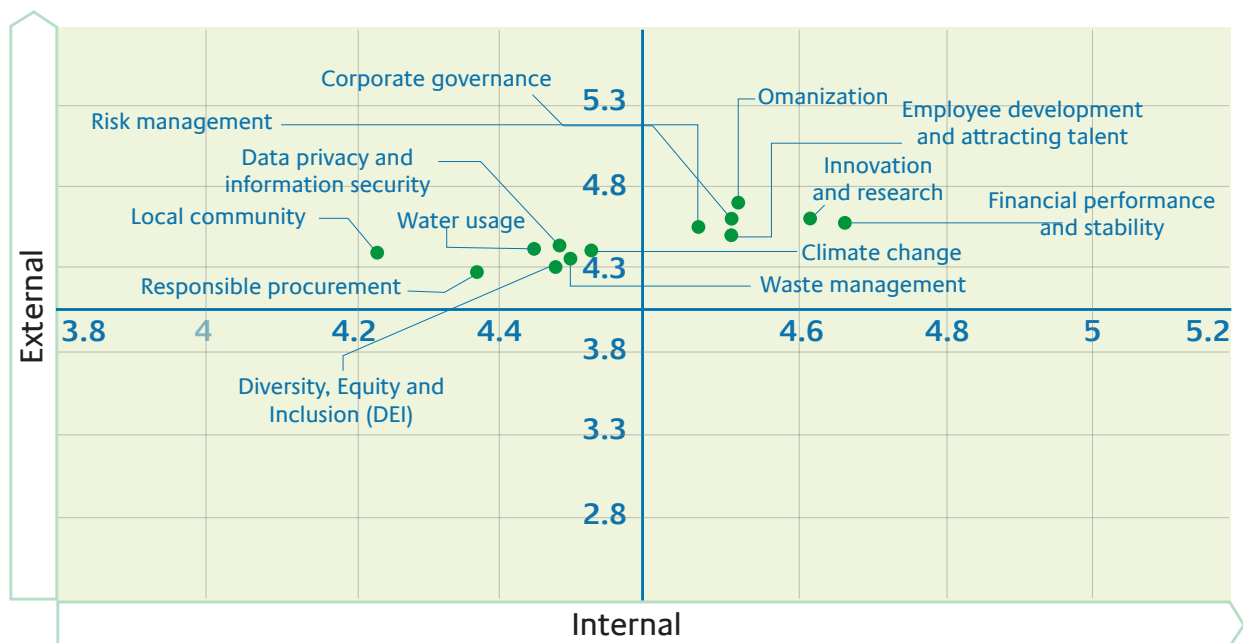 Corporate governance
5.3
Omanization
Employee development
and attracting talent
Risk management
Data privacy and
information security
4.8
Innovation
and research
Financial performance
and stability
Local community
Water usage
Climate change
4.3
Responsible procurement
Waste management
External
3.8
4
4.2
4.4
4.6
4.8
5
5.2
3.8
Diversity, Equity and
Inclusion (DEI)
3.3
2.8
Internal